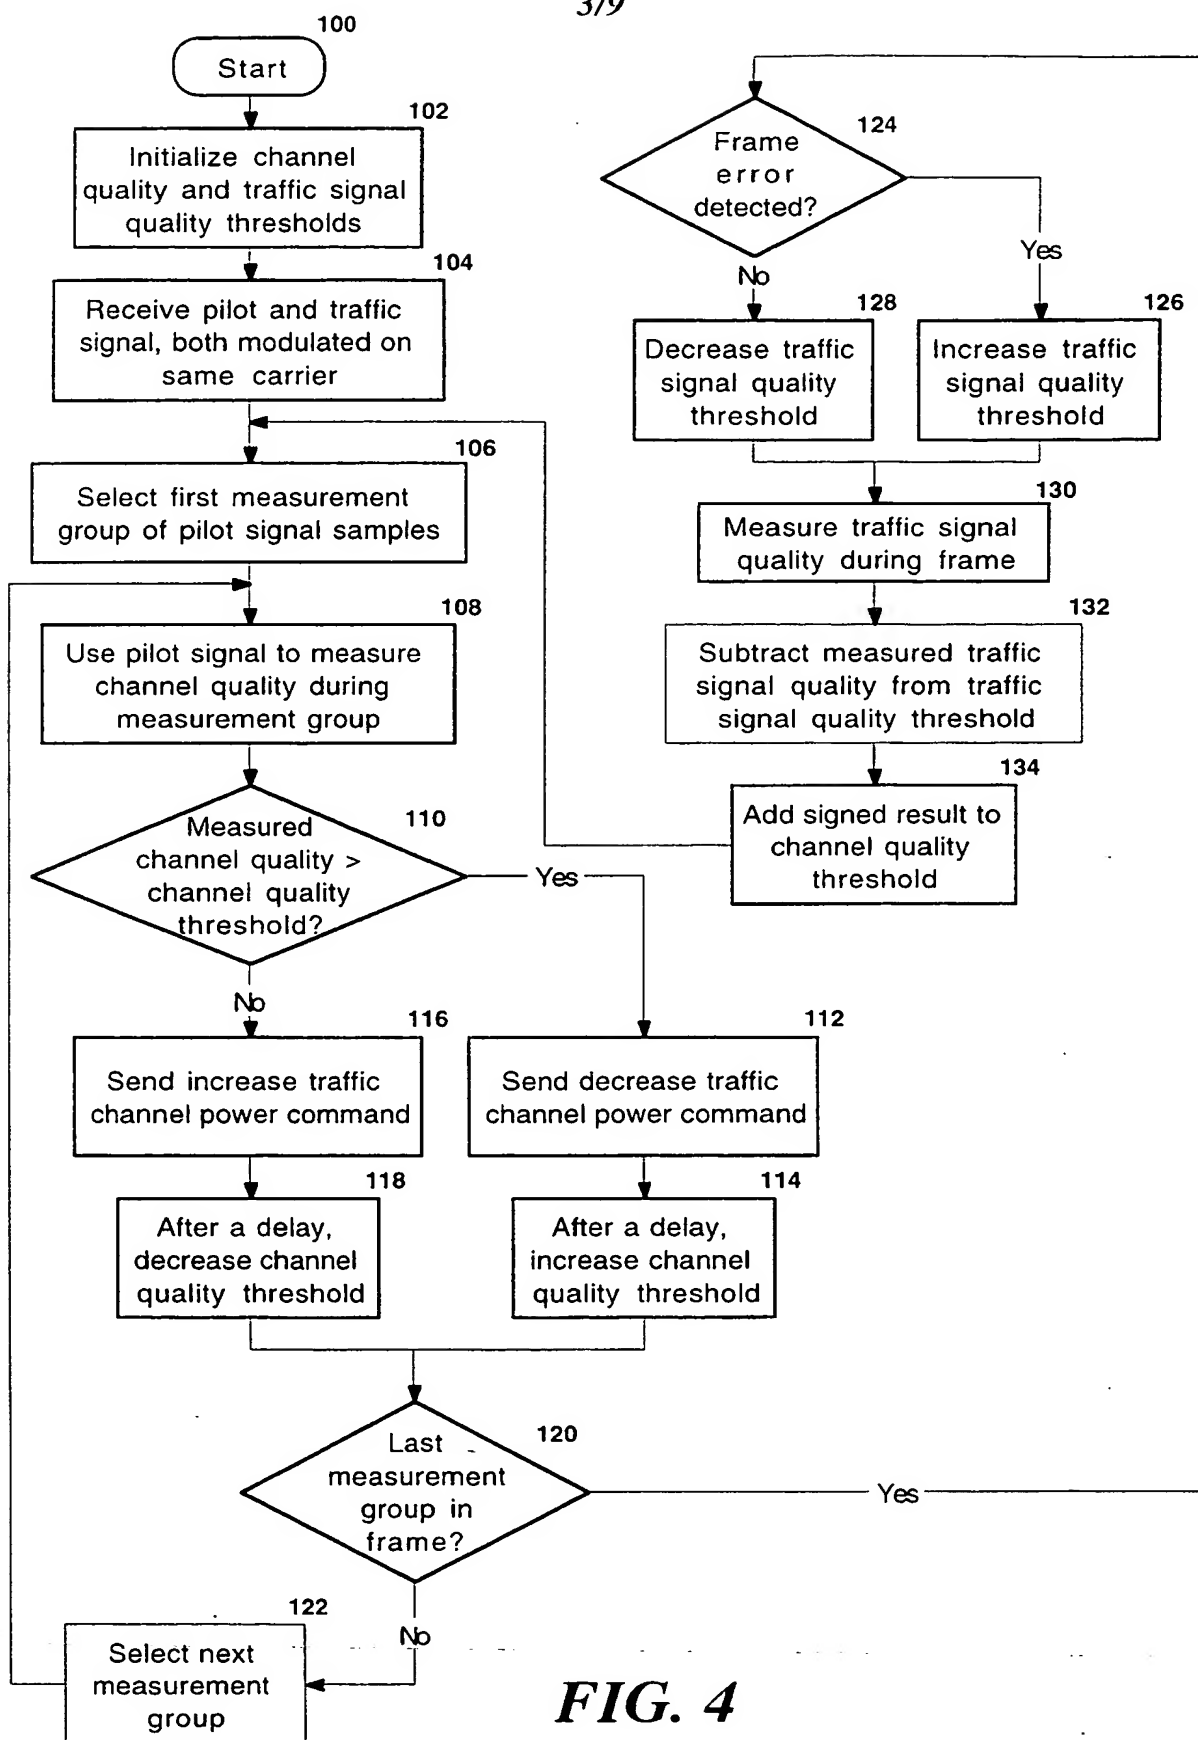 3/9
100
Start
102
Initialize channel
quality and traffic signal
quality thresholds
104
Receive pilot and traffic
signal, both modulated on
same carrier
106
Select first measurement
group of pilot signal samples
108
Use pilot signal to measure
channel quality during
measurement group
110
Measured
channel quality >
channel quality
threshold?
Yes
No
116
Send increase traffic
channel power command
112
Send decrease traffic
channel power command
118
After a delay,
decrease channel
quality threshold
114
After a delay,
increase channel
quality threshold
120
Last
measurement
group in
frame?
Yes
No
122
Select next
measurement
group
124
Frame
error
detected?
Yes
No
128
Decrease traffic
signal quality
threshold
126
Increase traffic
signal quality
threshold
130
Measure traffic signal
quality during frame
132
Subtract measured traffic
signal quality from traffic
signal quality threshold
134
Add signed result to
channel quality
threshold
FIG. 4